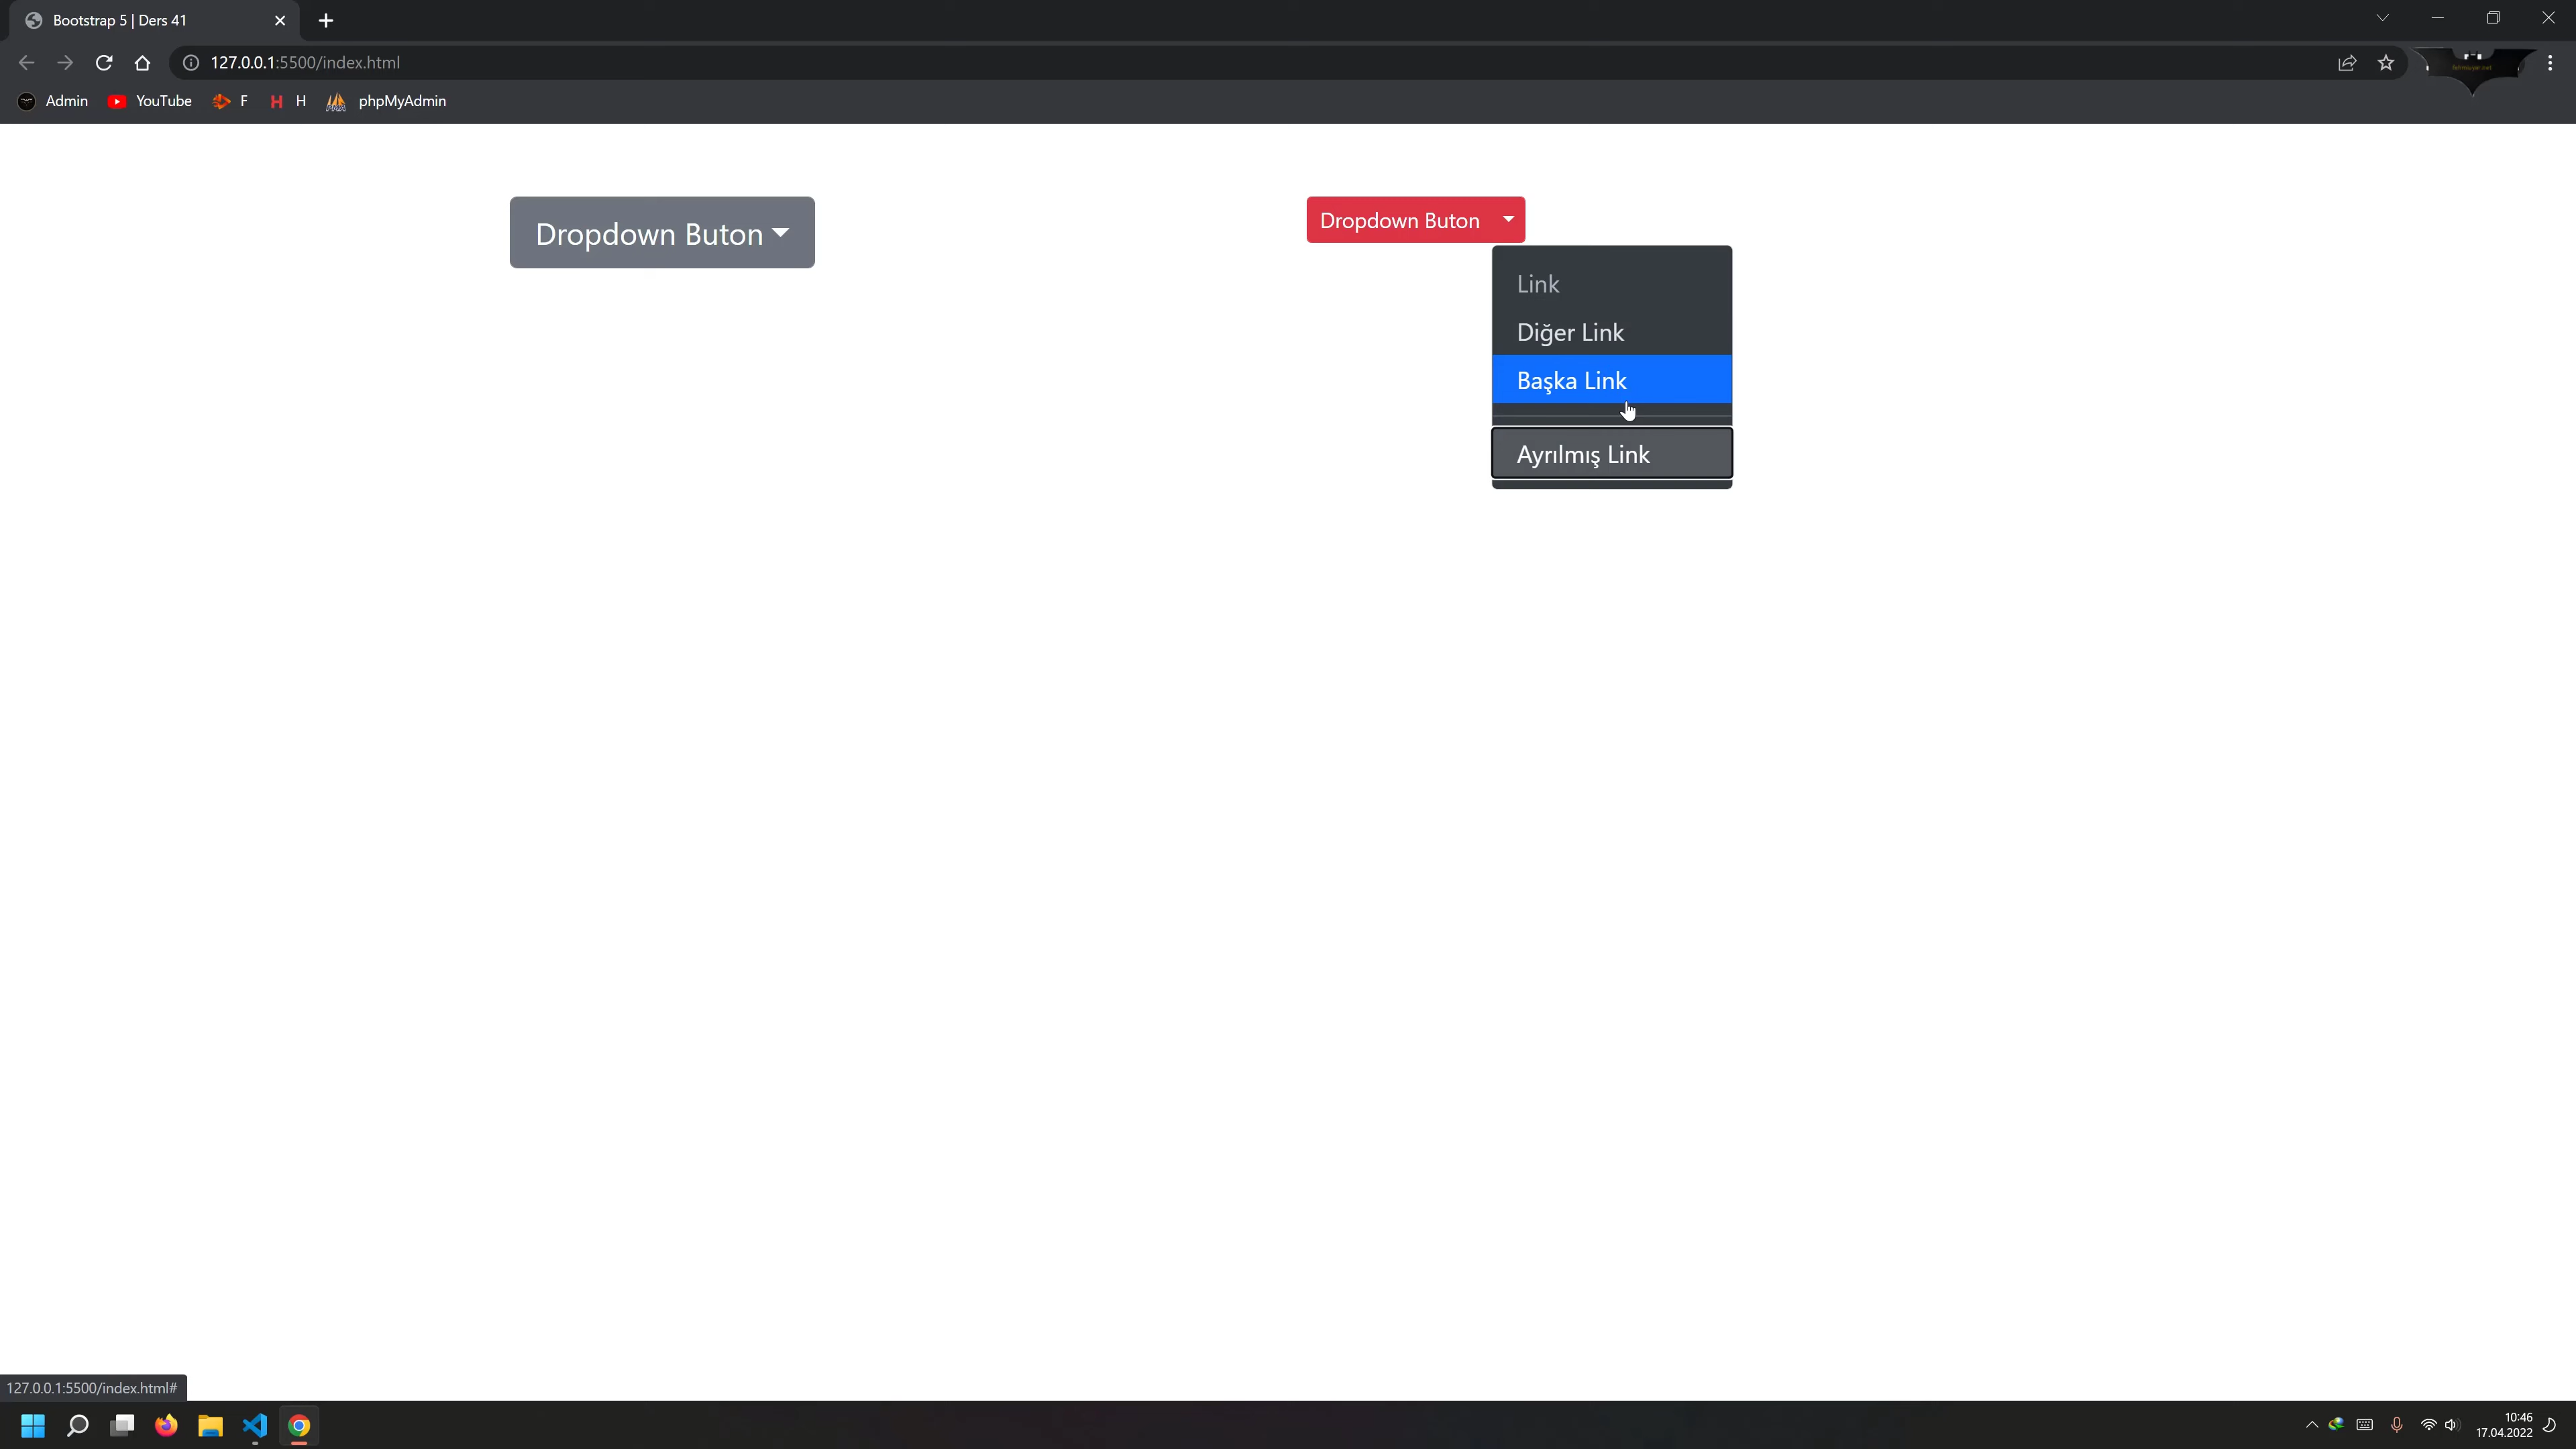 Bootstrap 5 | Ders 41
127.0.0.1:5500/index.html
Admin YouTube F H phpMyAdmin
Dropdown Buton
Dropdown Buton
Link
Diğer Link
Başka Link
Ayrılmış Link
127.0.0.1:5500/index.html#
10:46
17.04.2022